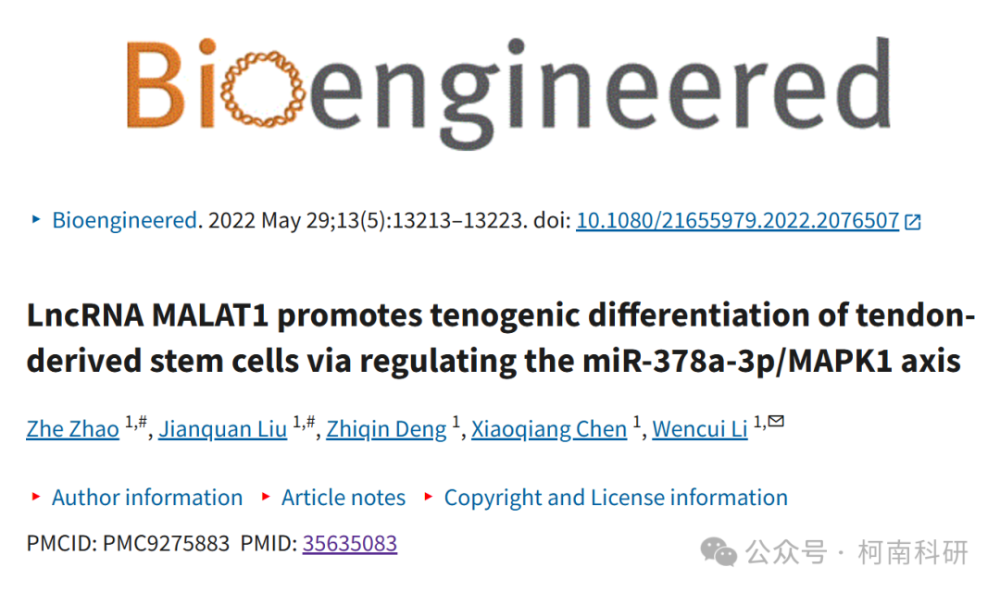 Bioengineered
Bioengineered. 2022 May 29;13(5):13213–13223. doi: 10.1080/21655979.2022.2076507
LncRNA MALAT1 promotes tenogenic differentiation of tendon-
derived stem cells via regulating the miR-378a-3p/MAPK1 axis
Zhe Zhao 1,#, Jianquan Liu 1,#, Zhiqin Deng 1, Xiaoqiang Chen 1, Wencui Li 1,✉
Author information Article notes Copyright and License information
PMCID: PMC9275883 PMID: 35635083
公众号 · 柯南科研